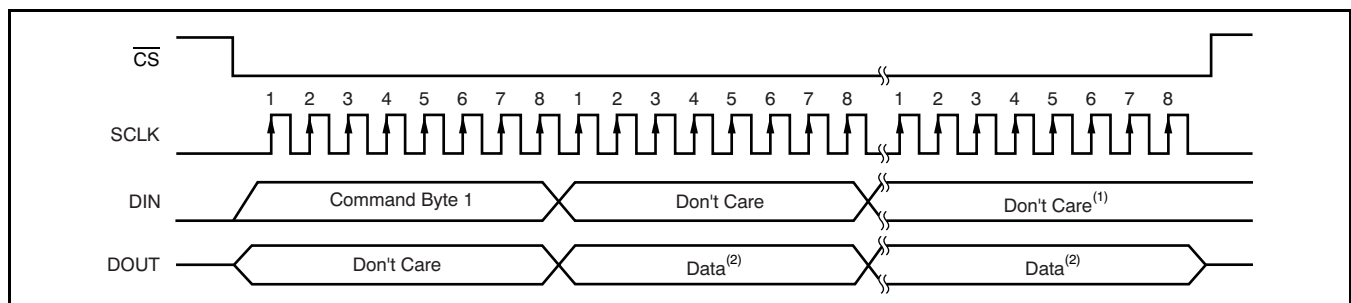 CS
1 2 3 4 5 6 7 8 1 2 3 4 5 6 7 8 1 2 3 4 5 6 7 8
SCLK
DIN Command Byte 1 Don't Care Don't Care(1)
DOUT Don't Care Data(2) Data(2)